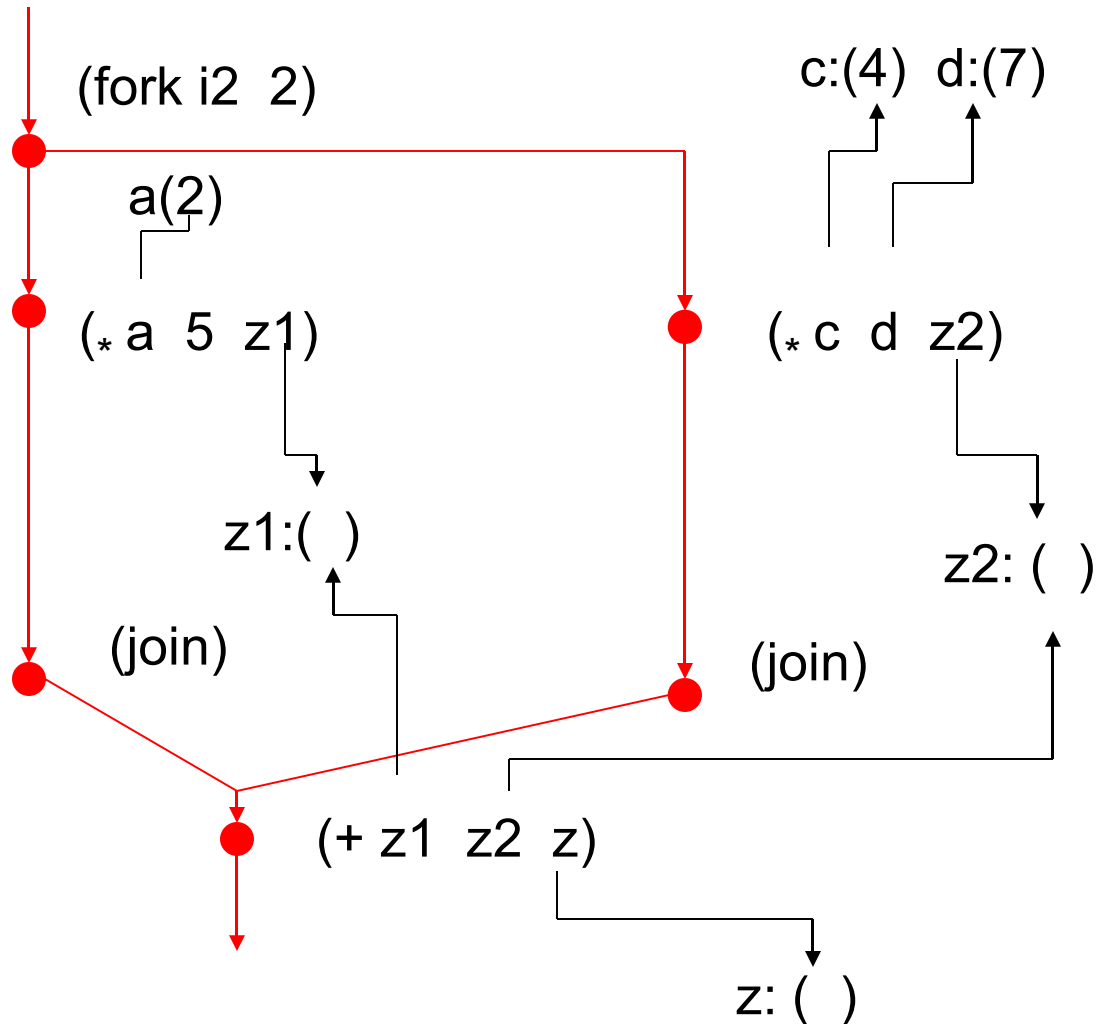 (fork i2 2)
c:(4) d:(7)
a(2)
(* a 5 z1)
(* c d z2)
z1:( )
z2: ( )
(join)
(join)
(+ z1 z2 z)
z: ( )